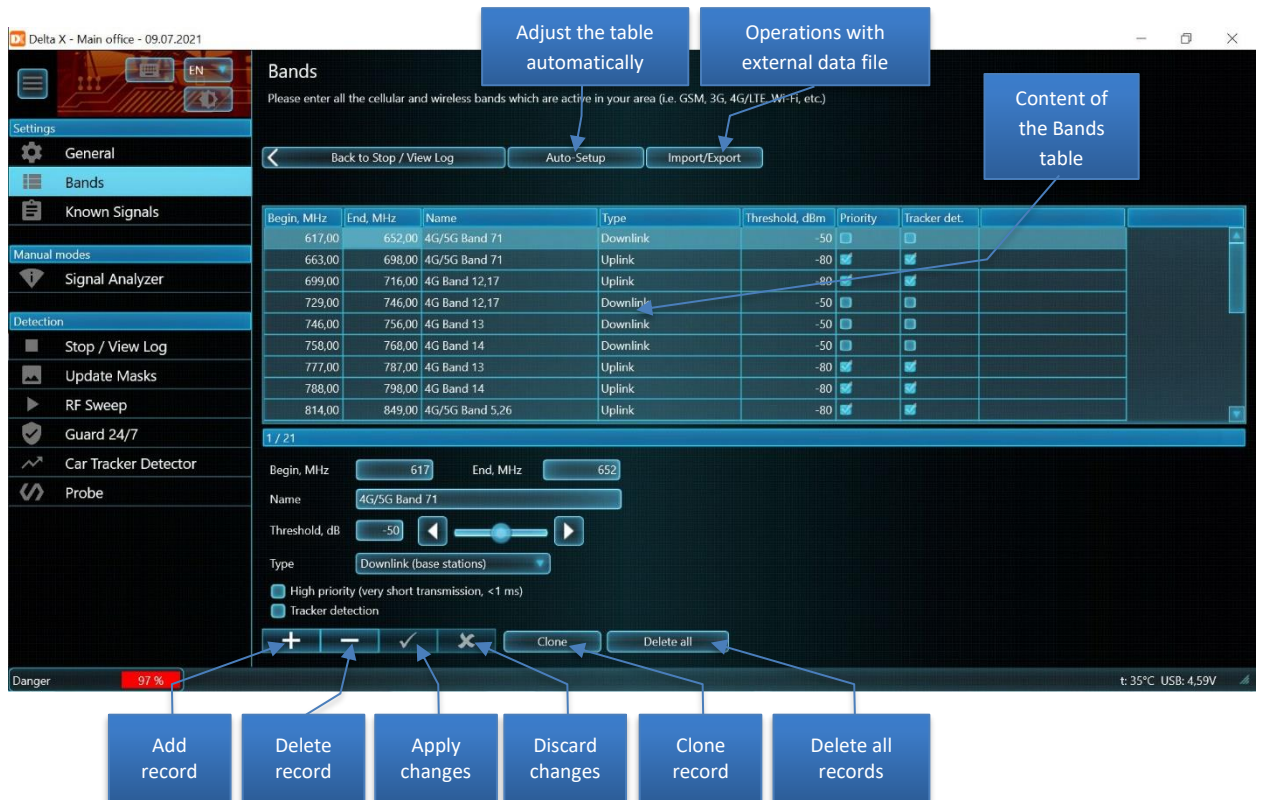 Adjust the table
automatically
Operations with
external data file
Delta X - Main office - 09.07.2021
EN
Bands
Please enter all the cellular and wireless bands which are active in your area (i.e. GSM, 3G, 4G/LTE, Wi-Fi, etc.)
Content of
the Bands
table
Settings
General
Bands
Known Signals
Manual modes
Signal Analyzer
Detection
Stop / View Log
Update Masks
RF Sweep
Guard 24/7
Car Tracker Detector
Probe
Back to Stop / View Log Auto-Setup Import/Export
Begin, MHz End, MHz Name Type Threshold, dBm Priority Tracker det.
617,00 652,00 4G/5G Band 71 Downlink -50
663,00 698,00 4G/5G Band 71 Uplink -80
699,00 716,00 4G Band 12,17 Uplink -80
729,00 746,00 4G Band 12,17 Downlink -50
746,00 756,00 4G Band 13 Downlink -50
758,00 768,00 4G Band 14 Downlink -50
777,00 787,00 4G Band 13 Uplink -80
788,00 798,00 4G Band 14 Uplink -80
814,00 849,00 4G/5G Band 5,26 Uplink -80
1 / 21
Begin, MHz 617 End, MHz 652
Name 4G/5G Band 71
Threshold, dB -50
Type Downlink (base stations)
High priority (very short transmission, <1 ms)
Tracker detection
Clone Delete all
Danger 97 % t: 35°C USB: 4,59V
Add
record
Delete
record
Apply
changes
Discard
changes
Clone
record
Delete all
records